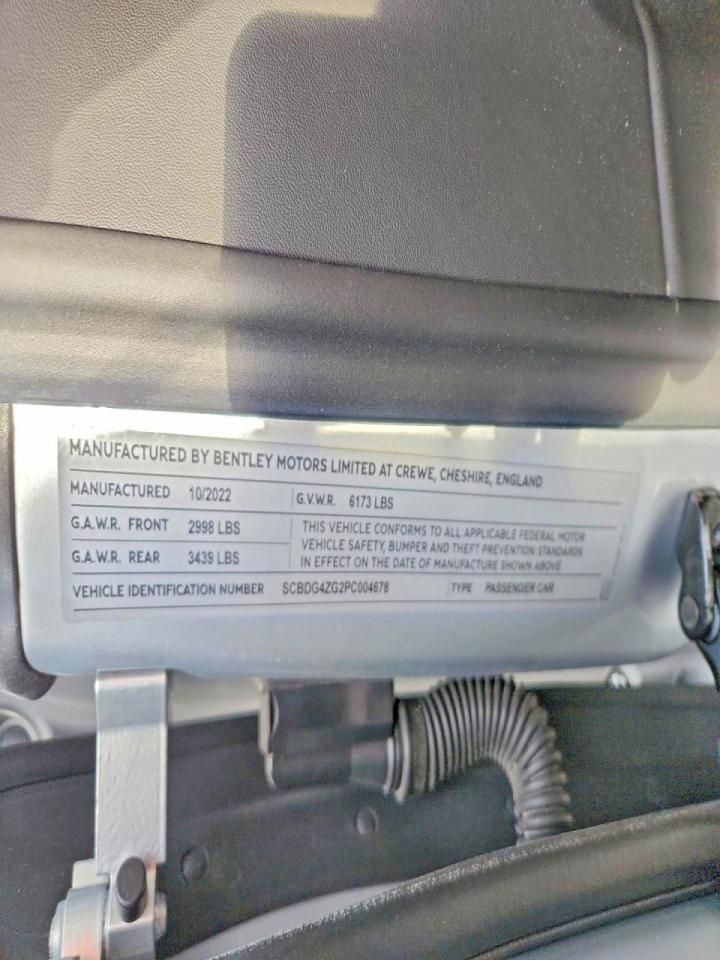 MANUFACTURED BY BENTLEY MOTORS LIMITED AT CREWE, CHESHIRE, ENGLAND
MANUFACTURED 10/2022 G.V.W.R. 6173 LBS
G.A.W.R. FRONT 2998 LBS
G.A.W.R. REAR 3439 LBS
THIS VEHICLE CONFORMS TO ALL APPLICABLE FEDERAL MOTOR
VEHICLE SAFETY, BUMPER AND THEFT PREVENTION STANDARDS
IN EFFECT ON THE DATE OF MANUFACTURE SHOWN ABOVE
VEHICLE IDENTIFICATION NUMBER SCBDG4ZG2PC004678 TYPE PASSENGER CAR